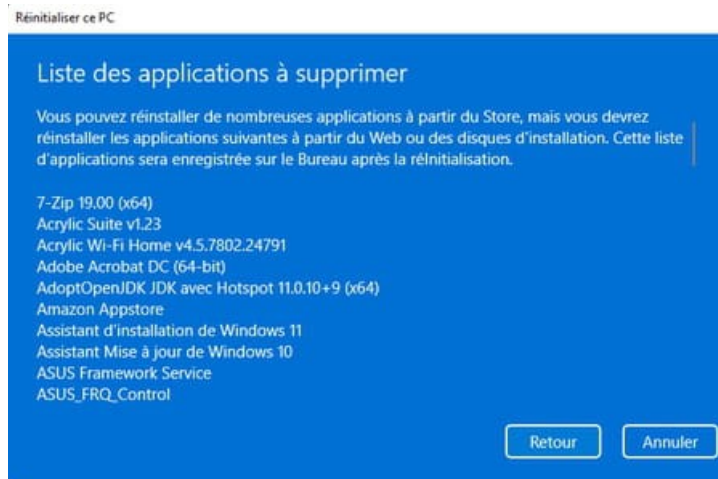 Réinitialiser ce PC
Liste des applications à supprimer
Vous pouvez réinstaller de nombreuses applications à partir du Store, mais vous devrez
réinstaller les applications suivantes à partir du Web ou des disques d'installation. Cette liste
d'applications sera enregistrée sur le Bureau après la rélnitialisation.
7-Zip 19.00 (x64)
Acrylic Suite v1.23
Acrylic Wi-Fi Home v4.5.7802.24791
Adobe Acrobat DC (64-bit)
AdoptOpenJDK JDK avec Hotspot 11.0.10+9 (x64)
Amazon Appstore
Assistant d'installation de Windows 11
Assistant Mise à jour de Windows 10
ASUS Framework Service
ASUS_FRQ_Control
Retour
Annuler